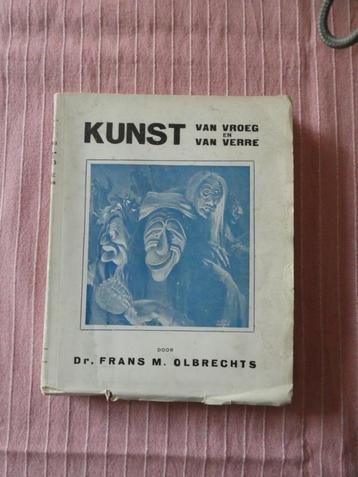 KUNST VAN VROEG
EN
VAN VERRE
DOOR
Dr. FRANS M. OLBRECHTS